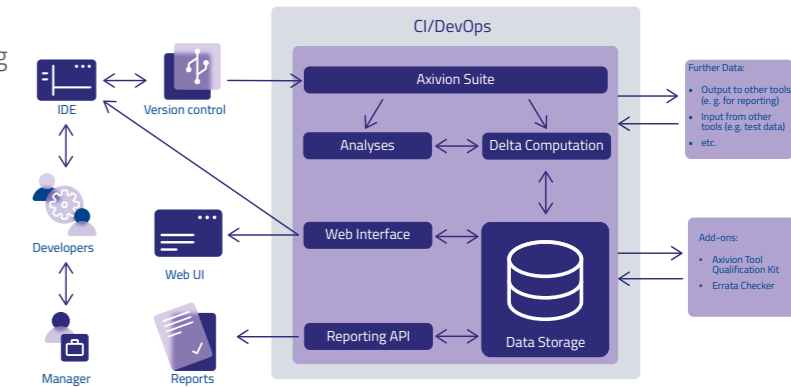 CI/DevOps
g
IDE
Version control
Axivion Suite
Analyses
Delta Computation
Further Data:
▪ Output to other tools
(e. g. for reporting)
▪ Input from other
tools (e.g. test data)
▪ etc.
Developers
Web UI
Web Interface
Data Storage
Add-ons:
• Axivion Tool
Qualification Kit
• Errata Checker
Manager
Reports
Reporting API